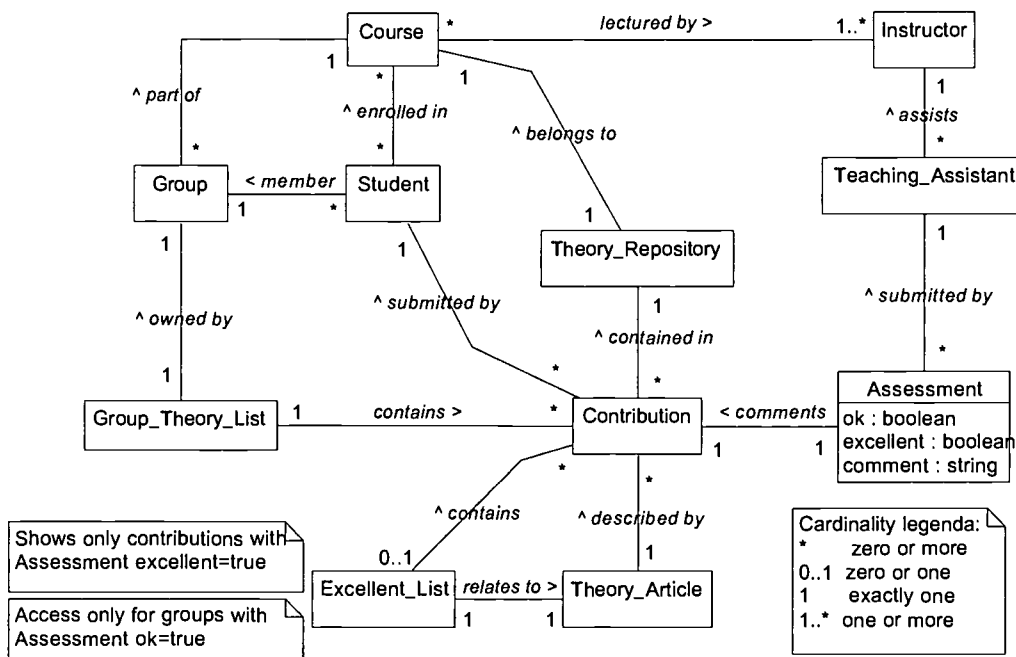 Course
*
lectured by >
1..*
Instructor
1
*
1
1
^ part of
^ enrolled in
^ belongs to
^ assists
*
*
*
Group
< member
Student
Teaching_Assistant
1
*
1
1
1
1
Theory_Repository
1
^ submitted by
^ submitted by
^ owned by
^ contained in
1
*
*
*
Group_Theory_List
1
contains >
*
Contribution
< comments
1
1
Assessment
ok : boolean
excellent : boolean
comment : string
*
*
^ contains
^ described by
0..1
1
Excellent_List
relates to >
Theory_Article
1
1
Shows only contributions with
Assessment excellent=true
Access only for groups with
Assessment ok=true
Cardinality legenda:
* zero or more
0..1 zero or one
1 exactly one
1..* one or more